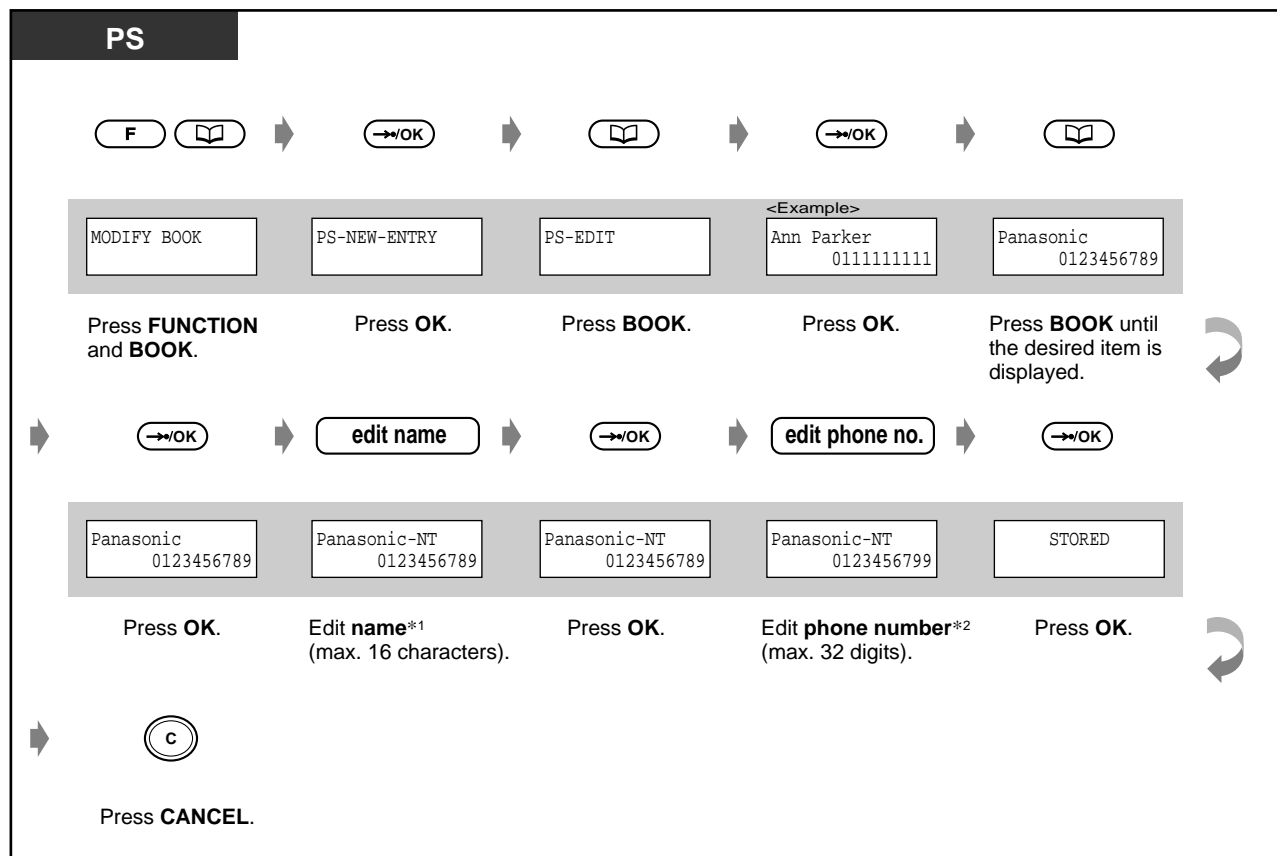 PS
F
→•/OK
→•/OK
<Example>
MODIFY BOOK
PS-NEW-ENTRY
PS-EDIT
Ann Parker
0111111111
Panasonic
0123456789
Press FUNCTION
and BOOK.
Press OK.
Press BOOK.
Press OK.
Press BOOK until
the desired item is
displayed.
→•/OK
edit name
→•/OK
edit phone no.
→•/OK
Panasonic
0123456789
Panasonic-NT
0123456789
Panasonic-NT
0123456789
Panasonic-NT
0123456799
STORED
Press OK.
Edit name*1
(max. 16 characters).
Press OK.
Edit phone number*2
(max. 32 digits).
Press OK.
C
Press CANCEL.